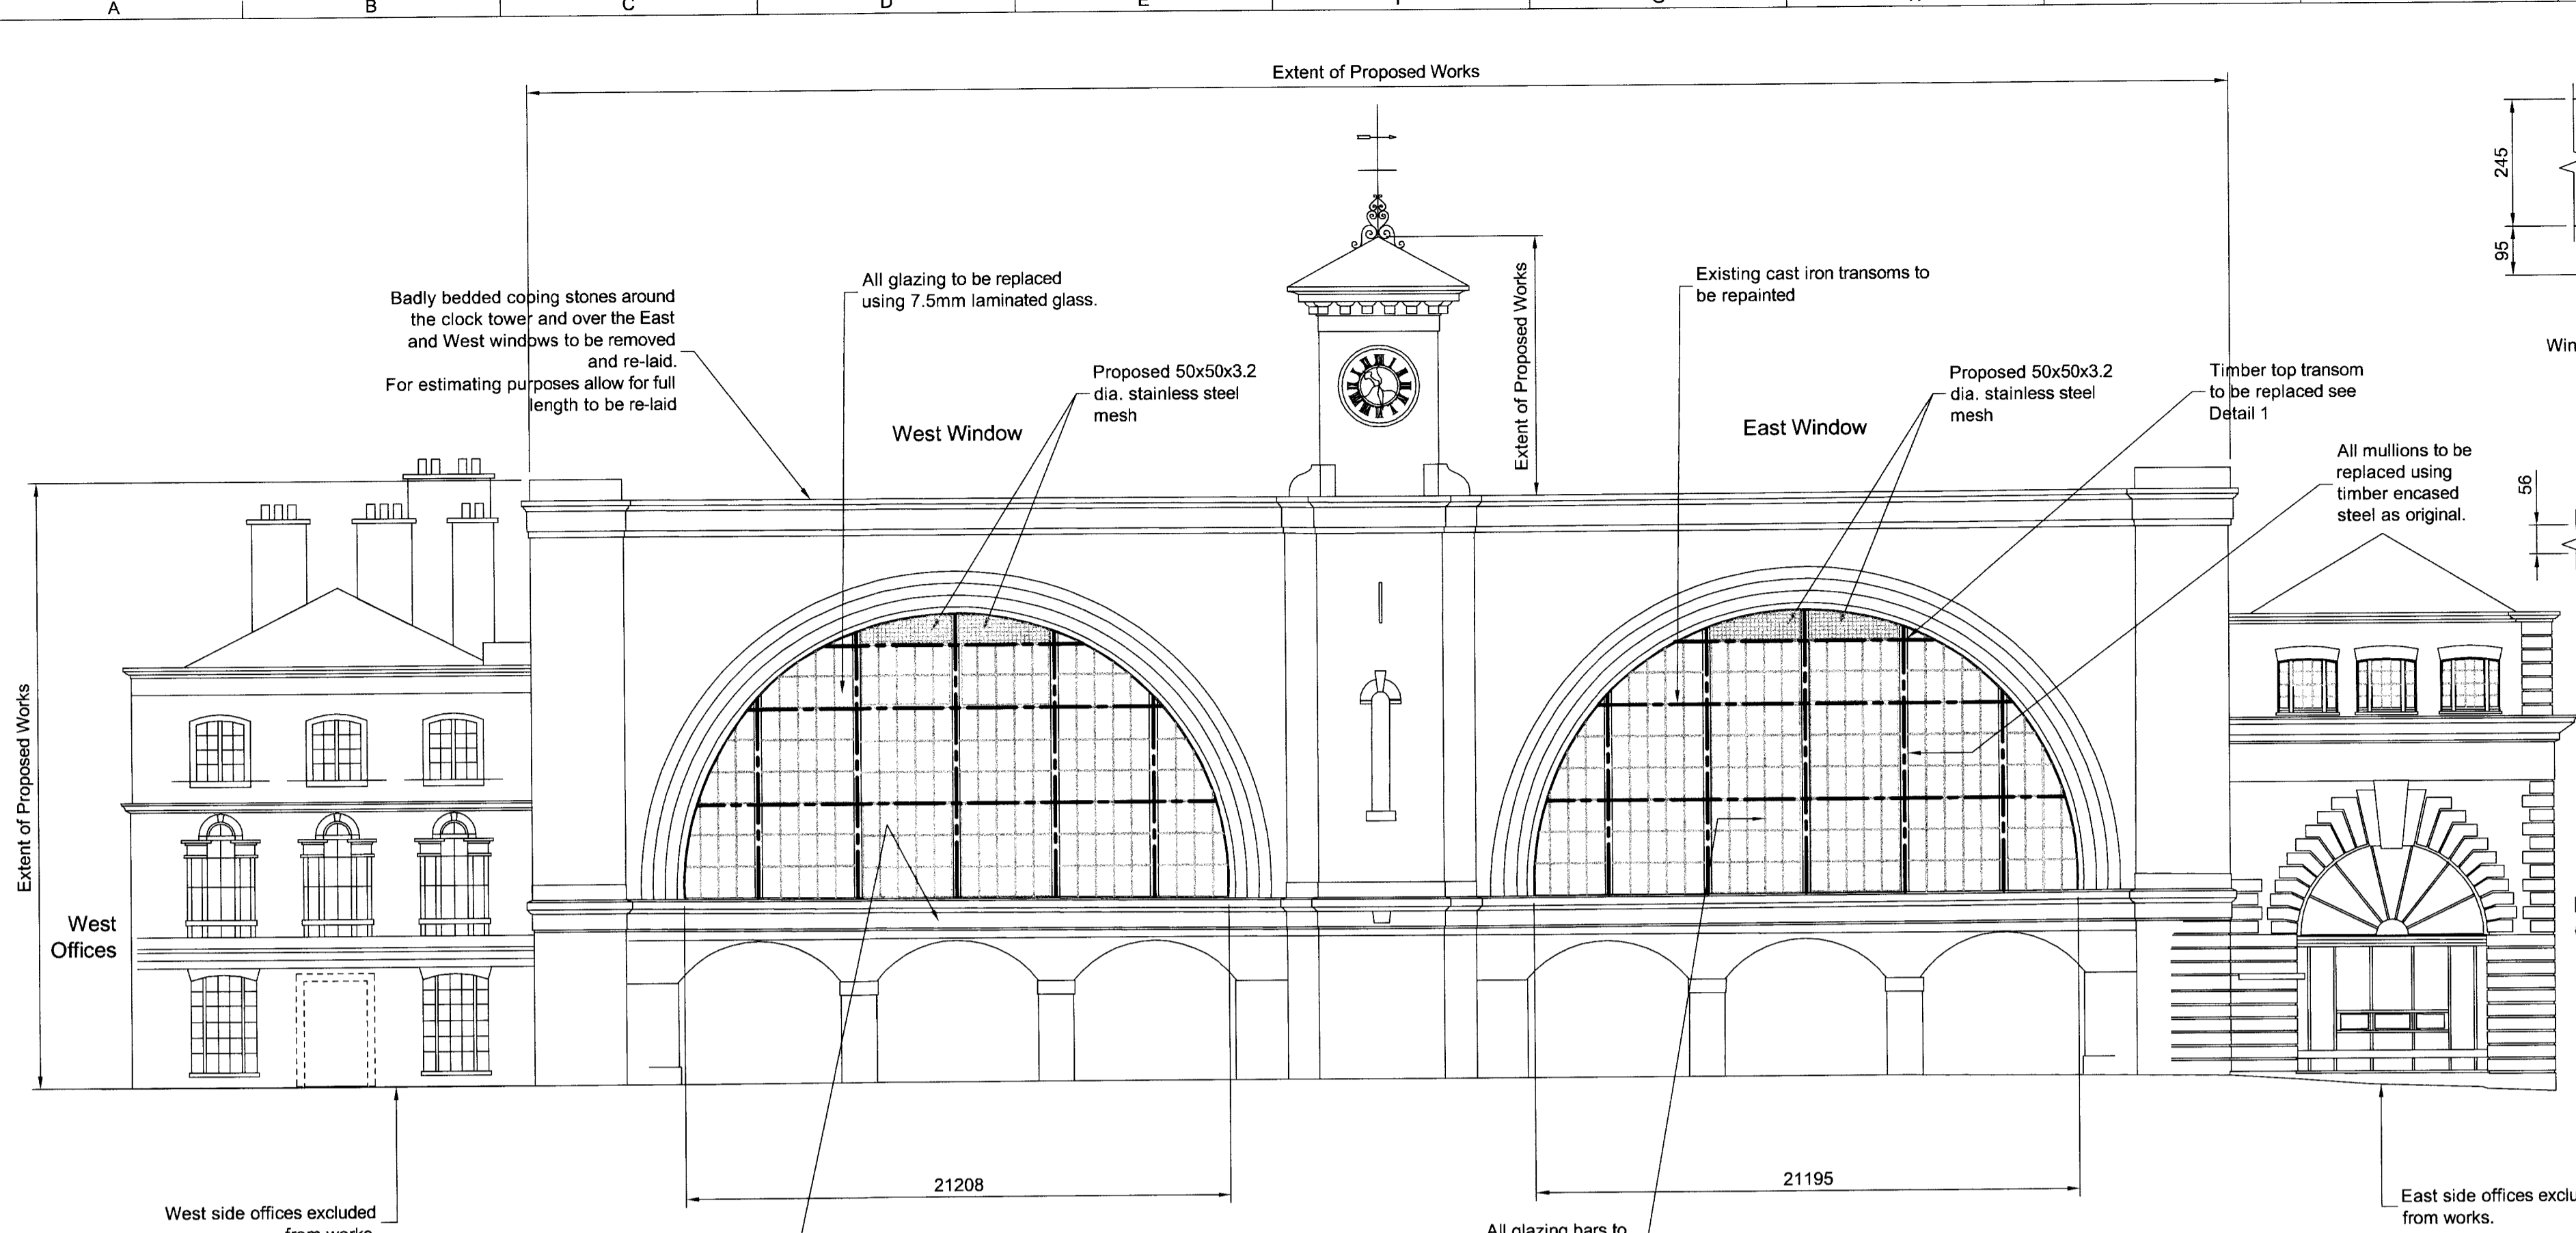 A
B
C
D
E
Extent of Proposed Works
245
95
All glazing to be replaced
using 7.5mm laminated glass.
Existing cast iron transoms to
be repainted
Badly bedded coping stones around
the clock tower and over the East
and West windows to be removed
and re-laid.
For estimating purposes allow for full
length to be re-laid
Extent of Proposed Works
Proposed 50x50x3.2
dia. stainless steel
mesh
Proposed 50x50x3.2
dia. stainless steel
mesh
Timber top transom
to be replaced see
Detail 1
West Window
East Window
All mullions to be
replaced using
timber encased
steel as original.
56
Extent of Proposed Works
West
Offices
21208
21195
West side offices excluded
from works.
All glazing bars to
East side offices exclu
from works.